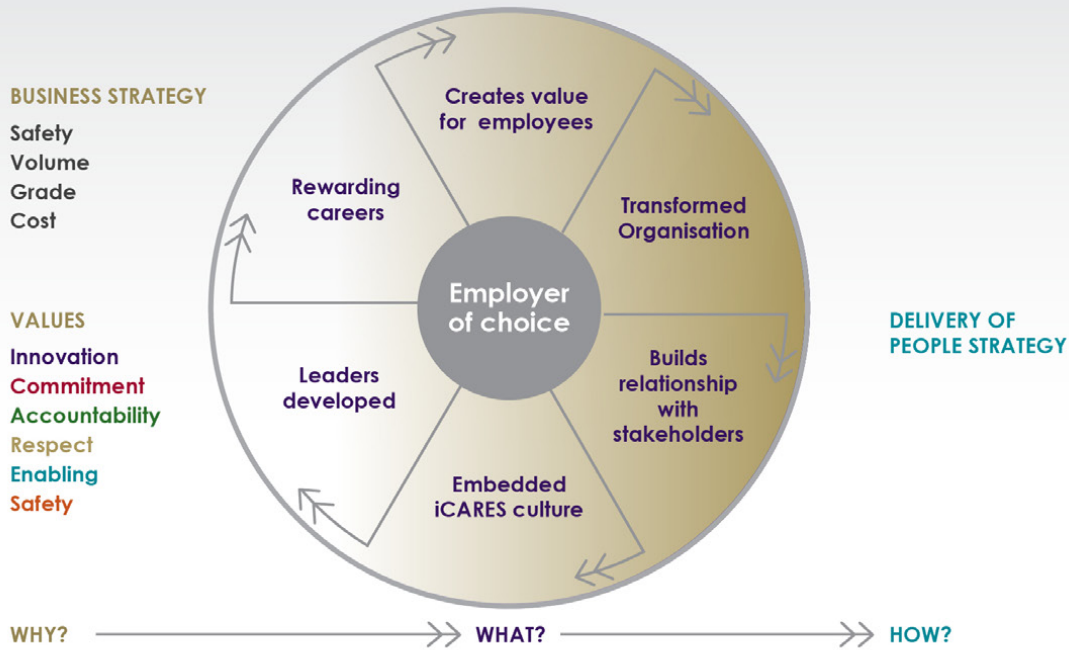 BUSINESS STRATEGY
Safety
Volume
Grade
Cost
VALUES
Innovation
Commitment
Accountability
Respect
Enabling
Safety
Creates value
for employees
Transformed
Organisation
Builds
relationship
with
stakeholders
Embedded
iCARES culture
Leaders
developed
Rewarding
careers
Employer
of choice
DELIVERY OF
PEOPLE STRATEGY
WHY?
WHAT?
HOW?